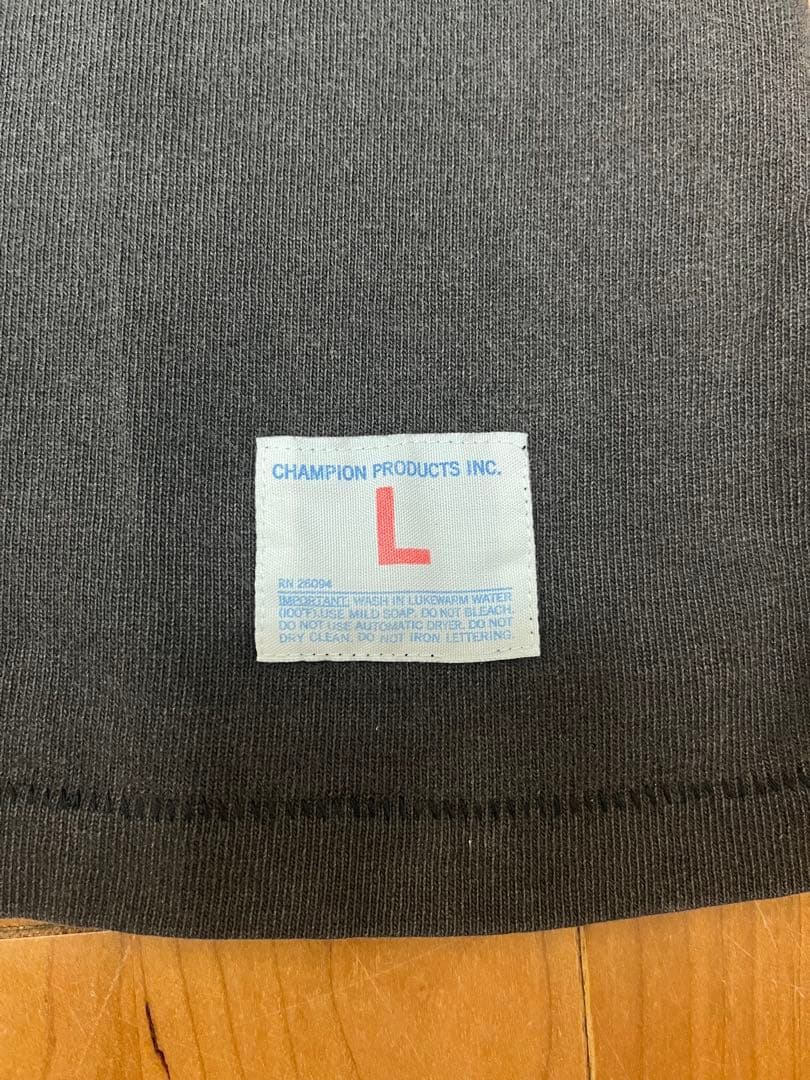 CHAMPION PRODUCTS INC.
L
RN 26094
IMPORTANT: WASH IN LUKEWARM WATER
(100°F) USE MILD SOAP. DO NOT BLEACH.
DO NOT USE AUTOMATIC DRYER. DO NOT
DRY CLEAN. DO NOT IRON LETTERING.